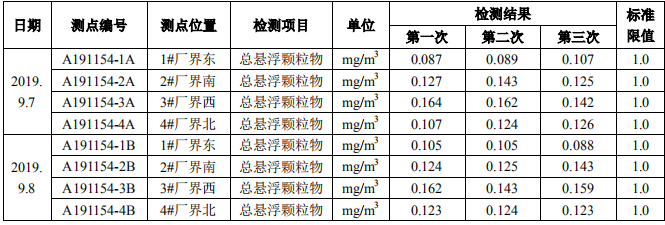 日期 测点编号 测点位置 检测项目 单位 检测结果 标准限值
第一次 第二次 第三次
2019.9.7 A191154-1A 1#厂界东 总悬浮颗粒物 mg/m³ 0.087 0.089 0.107 1.0
A191154-2A 2#厂界南 总悬浮颗粒物 mg/m³ 0.127 0.143 0.125 1.0
A191154-3A 3#厂界西 总悬浮颗粒物 mg/m³ 0.164 0.162 0.142 1.0
A191154-4A 4#厂界北 总悬浮颗粒物 mg/m³ 0.107 0.124 0.126 1.0
2019.9.8 A191154-1B 1#厂界东 总悬浮颗粒物 mg/m³ 0.105 0.105 0.088 1.0
A191154-2B 2#厂界南 总悬浮颗粒物 mg/m³ 0.124 0.125 0.143 1.0
A191154-3B 3#厂界西 总悬浮颗粒物 mg/m³ 0.162 0.143 0.159 1.0
A191154-4B 4#厂界北 总悬浮颗粒物 mg/m³ 0.123 0.124 0.123 1.0